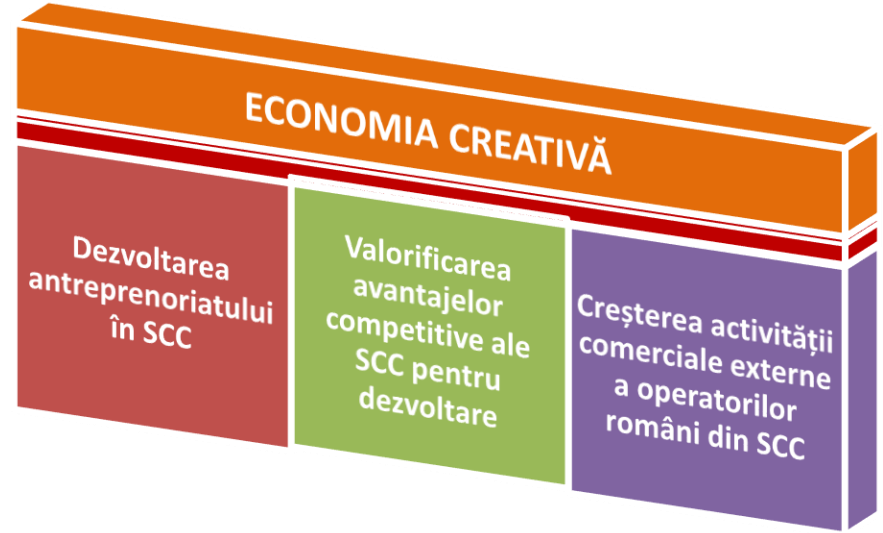 ECONOMIA CREATIVĂ
Dezvoltarea
antreprenoriatului
în SCC
Valorificarea
avantajelor
competitive ale
SCC pentru
dezvoltare
Creșterea activității
comerciale externe
a operatorilor
români din SCC